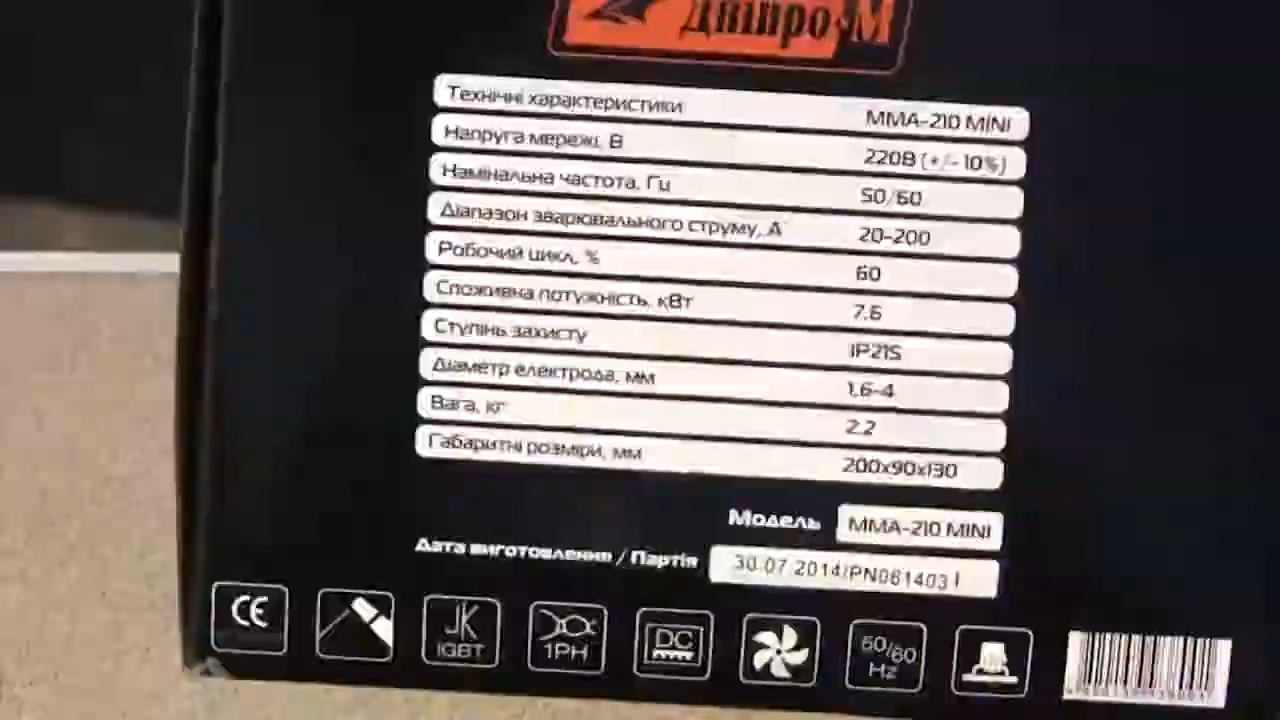 Дніпро-М
Технічні характеристики MMA-210 MINI
Напруга мережі, В 220В (+/- 10%)
Намінальна частота, Гц 50/60
Діапазон зварювального струму, А 20-200
Робочий цикл, % 60
Споживна потужність, кВт 7.6
Ступінь захисту IP21S
Діаметр електрода, мм 1.6-4
Вага, кг 2.2
Габаритні розміри, мм 200x90x130
Модель MMA-210 MINI
Дата виготовлення / Партія 30.07.2014/PN061403 1
CE JK IGBT 1PH DC 50/60 Hz